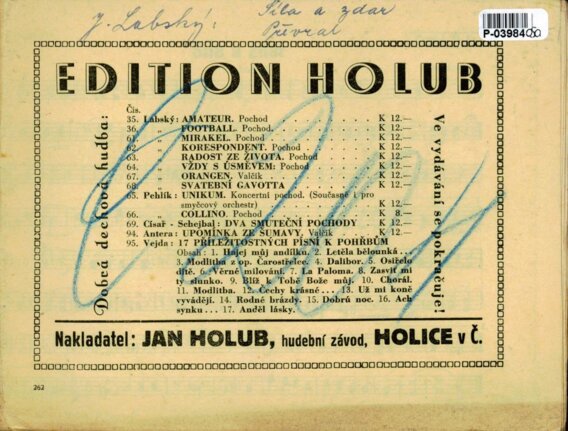 J. Labský: Síla a zdar
Převrat
P-03984
EDITION HOLUB
Dobrá dechová hudba:
Čís.
35. Labský: AMATEUR. Pochod . . . . . . . K 12.—
36. „ FOOTBALL. Pochod. . . . . . . K 12.—
61. „ MIRAKEL. Pochod . . . . . . . K 12.—
62. „ KORESPONDENT. Pochod . . . . . K 12.—
63. „ RADOST ZE ŽIVOTA. Pochod . . . . K 12.—
64. „ VŽDY S ÚSMĚVEM: Pochod . . . . K 12.—
67. „ ORANGEN. Valčík . . . . . . . K 12.—
68. „ SVATEBNÍ GAVOTTA . . . . . . K 12.—
65. Pehlík: UNIKUM. Koncertní pochod. (Současně i pro
smyčcový orchestr) . . . . . . . K 12.—
66. „ COLLINO. Pochod . . . . . . . K 8.—
69. Císař - Schejbal: DVA SMUTEČNÍ POCHODY . K 12.—
94. Antera: UPOMÍNKA ZE ŠUMAVY, Valčík . . K 12.—
95. Vejda: 17 PŘÍLEŽITOSTNÝCH PÍSNÍ K POHŘBŮM
Obsah: 1. Hajej můj andílku. 2. Letěla bělounká . .
3. Modlitba z op. Čarostřelec. 4. Dalibor. 5. Osiřelo
dítě. 6. Věrné milování. 7. La Paloma. 8. Zasviť mi
ty slunko. 9. Blíž k Tobě Bože můj. 10. Chorál.
11. Modlitba. 12. Čechy krásné... 13. Už mi koně
vyvádějí. 14. Rodné brázdy. 15. Dobrú noc. 16. Ach
synku... 17. Anděl lásky.
Ve vydávání se pokračuje!
Nakladatel: JAN HOLUB, hudební závod, HOLICE v Č.
262